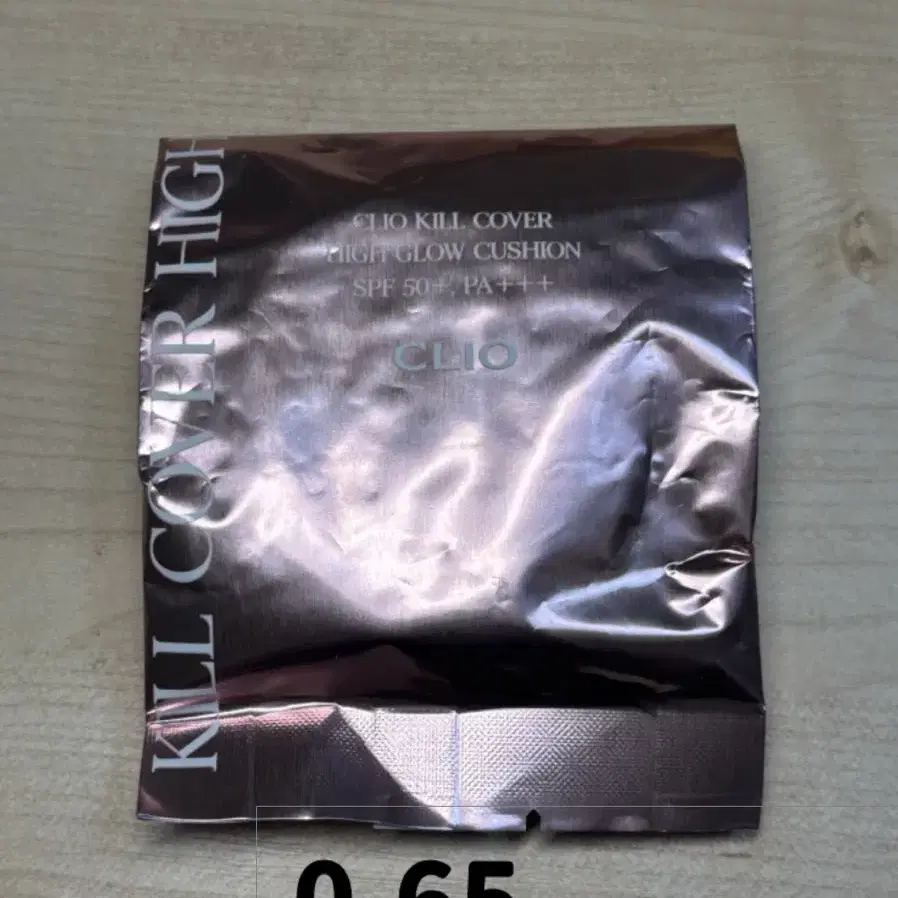 CLIO KILL COVER
HIGH GLOW CUSHION
SPF 50+, PA+++
CLIO
KILL COVER HIGH
0.65